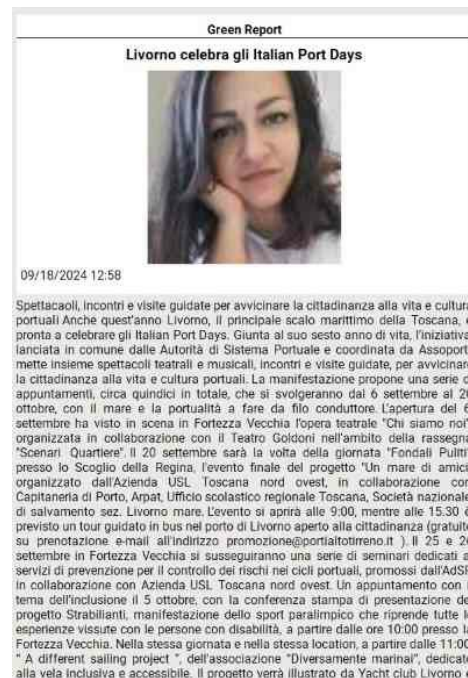 Green Report
Livorno celebra gli Italian Port Days
09/18/2024 12:58
Spettacaoli, incontri e visite guidate per avvicinare la cittadinanza alla vita e cultura
portuali Anche quest'anno Livorno, il principale scalo marittimo della Toscana, è
pronta a celebrare gli Italian Port Days. Giunta al suo sesto anno di vita, l'iniziativa
lanciata in comune dalle Autorità di Sistema Portuale e coordinata da Assoporti
mette insieme spettacoli teatrali e musicali, incontri e visite guidate, per avvicinare
la cittadinanza alla vita e cultura portuali. La manifestazione propone una serie di
appuntamenti, circa quindici in totale, che si svolgeranno dal 6 settembre al 20
ottobre, con il mare e la portualità a fare da filo conduttore. L'apertura del 6
settembre ha visto in scena in Fortezza Vecchia l'opera teatrale "Chi siamo noi"
organizzata in collaborazione con il Teatro Goldoni nell'ambito della rassegna
"Scenari Quartiere". Il 20 settembre sarà la volta della giornata "Fondali Puliti"
presso lo Scoglio della Regina, l'evento finale del progetto "Un mare di amici
organizzato dall'Azienda USL Toscana nord ovest, in collaborazione con
Capitaneria di Porto, Arpat, Ufficio scolastico regionale Toscana, Società nazionale
di salvamento sez. Livorno mare. L'evento si aprirà alle 9:00, mentre alle 15.30 è
previsto un tour guidato in bus nel porto di Livorno aperto alla cittadinanza (gratuito
su prenotazione e-mail all'indirizzo promozione@portialtotirreno.it ). Il 25 e 26
settembre in Fortezza Vecchia si susseguiranno una serie di seminari dedicati ai
servizi di prevenzione per il controllo dei rischi nei cicli portuali, promossi dall'AdSP
in collaborazione con Azienda USL Toscana nord ovest. Un appuntamento con il
tema dell'inclusione il 5 ottobre, con la conferenza stampa di presentazione del
progetto Strabilianti, manifestazione dello sport paralimpico che riprende tutte le
esperienze vissute con le persone con disabilità, a partire dalle ore 10:00 presso la
Fortezza Vecchia. Nella stessa giornata e nella stessa location, a partire dalle 11:00
" A different sailing project ", dell'associazione "Diversamente marinai", dedicato
alla vela inclusiva e accessibile. Il progetto verrà illustrato da Yacht club Livorno e